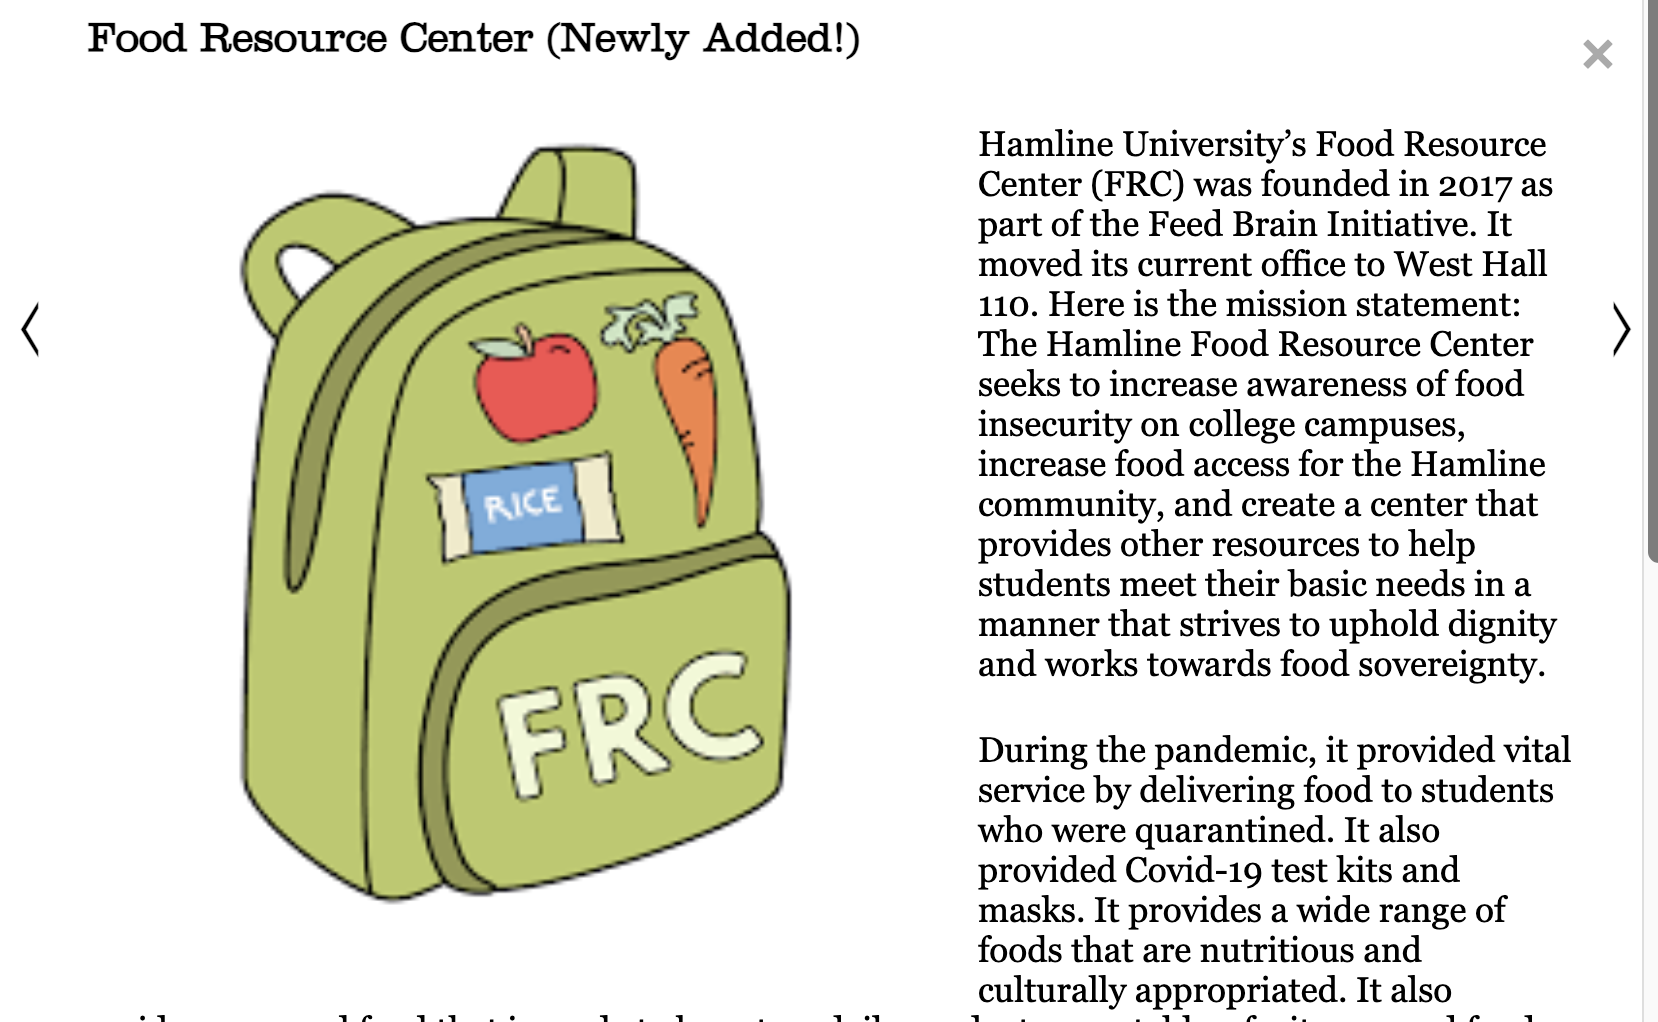 Food Resource Center (Newly Added!)
RICE
FRC
Hamline University’s Food Resource
Center (FRC) was founded in 2017 as
part of the Feed Brain Initiative. It
moved its current office to West Hall
110. Here is the mission statement:
The Hamline Food Resource Center
seeks to increase awareness of food
insecurity on college campuses,
increase food access for the Hamline
community, and create a center that
provides other resources to help
students meet their basic needs in a
manner that strives to uphold dignity
and works towards food sovereignty.
During the pandemic, it provided vital
service by delivering food to students
who were quarantined. It also
provided Covid-19 test kits and
masks. It provides a wide range of
foods that are nutritious and
culturally appropriated. It also